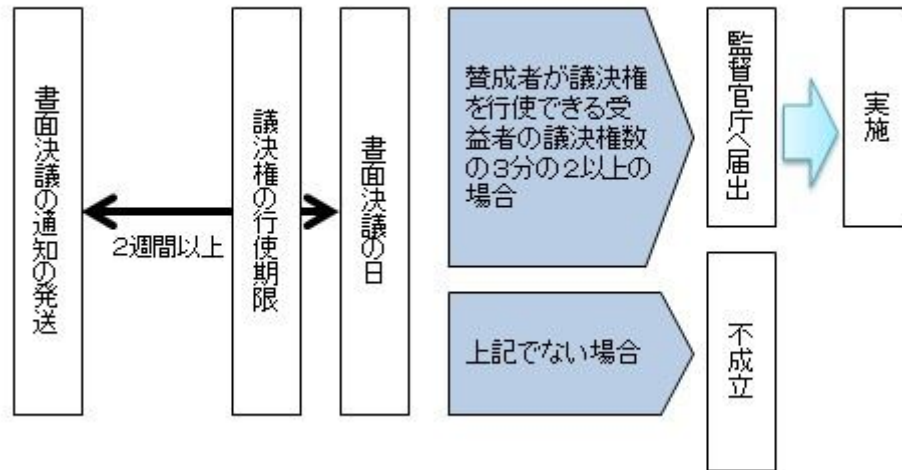 書面決議の通知の発送
2週間以上
議決権の行使期限
書面決議の日
賛成者が議決権
を行使できる受
益者の議決権数
の3分の2以上の
場合
監督官庁へ届出
実施
上記でない場合
不成立